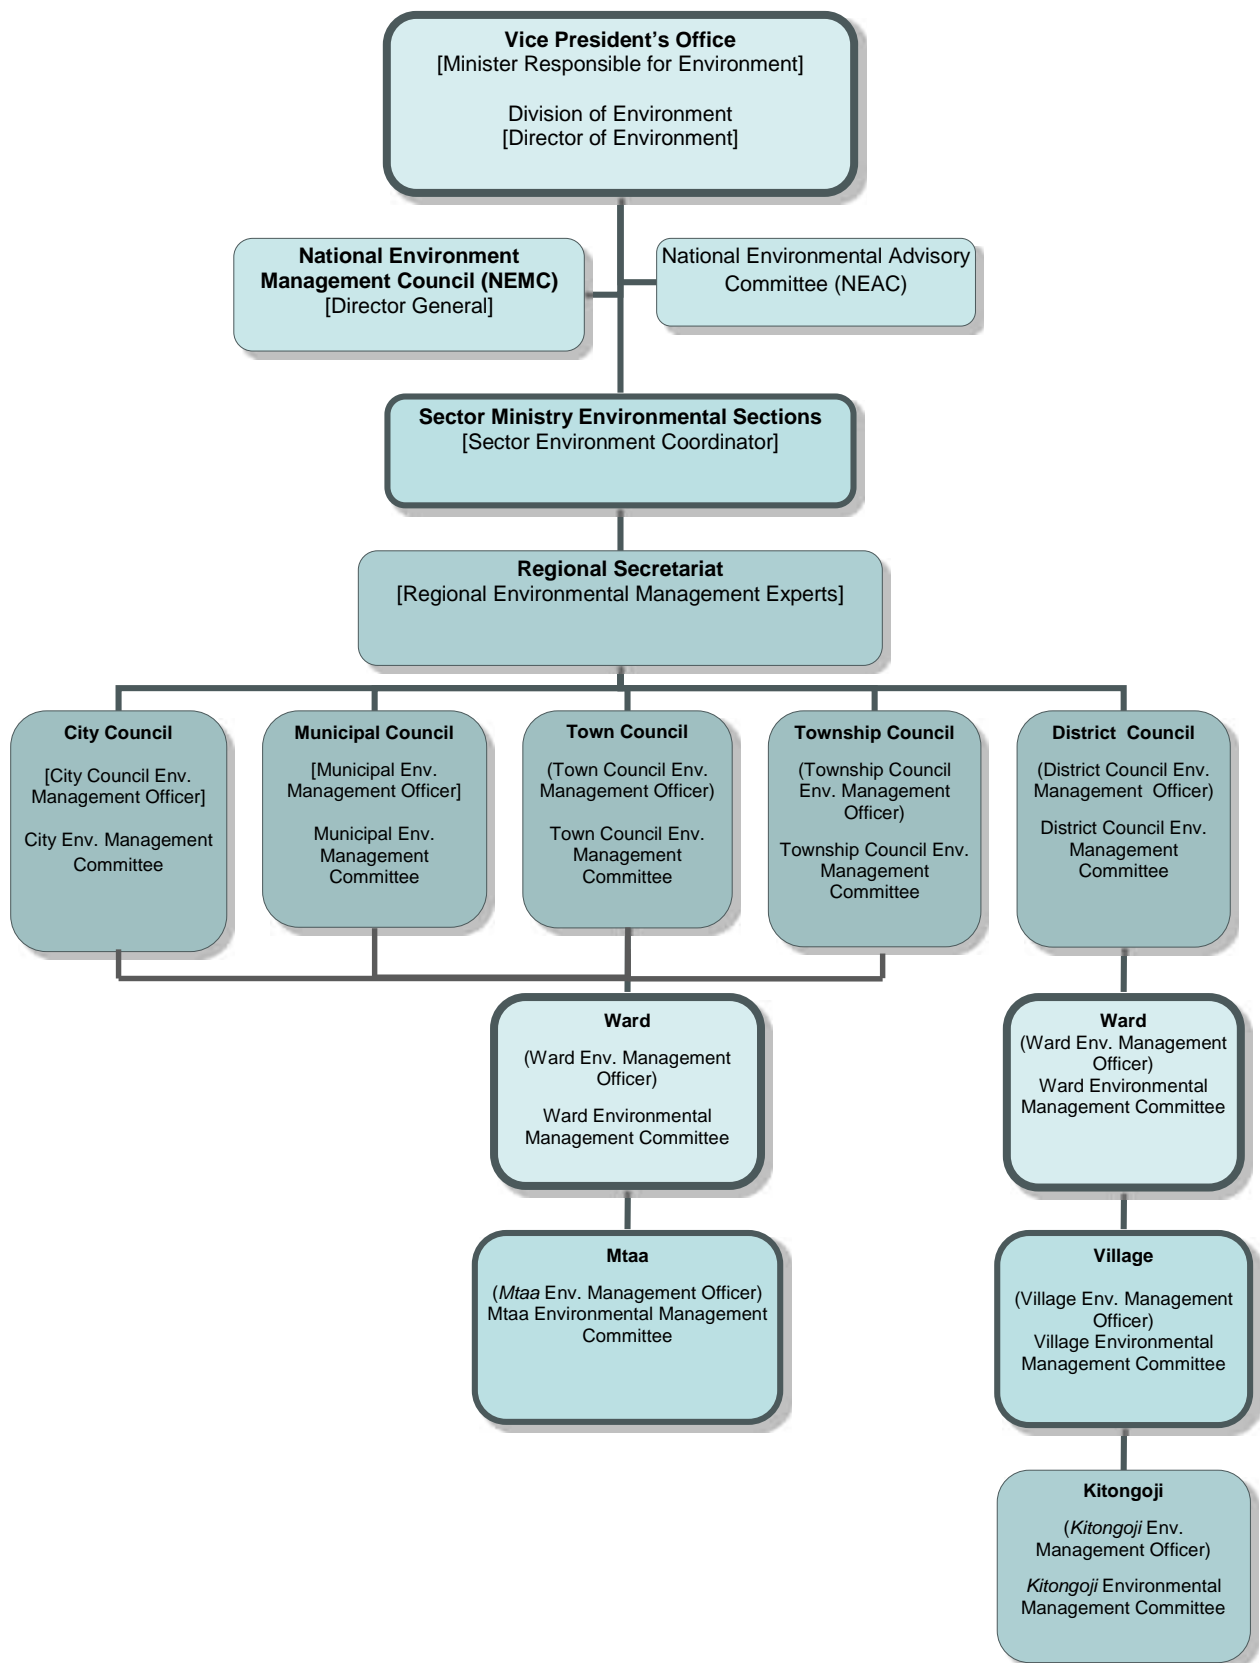 Vice President’s Office
[Minister Responsible for Environment]
Division of Environment
[Director of Environment]
National Environment
Management Council (NEMC)
[Director General]
National Environmental Advisory
Committee (NEAC)
Sector Ministry Environmental Sections
[Sector Environment Coordinator]
Regional Secretariat
[Regional Environmental Management Experts]
City Council
[City Council Env.
Management Officer]
City Env. Management
Committee
Municipal Council
[Municipal Env.
Management Officer]
Municipal Env.
Management
Committee
Town Council
(Town Council Env.
Management Officer)
Town Council Env.
Management
Committee
Township Council
(Township Council
Env. Management
Officer)
Township Council Env.
Management
Committee
District Council
(District Council Env.
Management Officer)
District Council Env.
Management
Committee
Ward
(Ward Env. Management
Officer)
Ward Environmental
Management Committee
Ward
(Ward Env. Management
Officer)
Ward Environmental
Management Committee
Mtaa
(Mtaa Env. Management Officer)
Mtaa Environmental Management
Committee
Village
(Village Env. Management
Officer)
Village Environmental
Management Committee
Kitongoji
(Kitongoji Env.
Management Officer)
Kitongoji Environmental
Management Committee